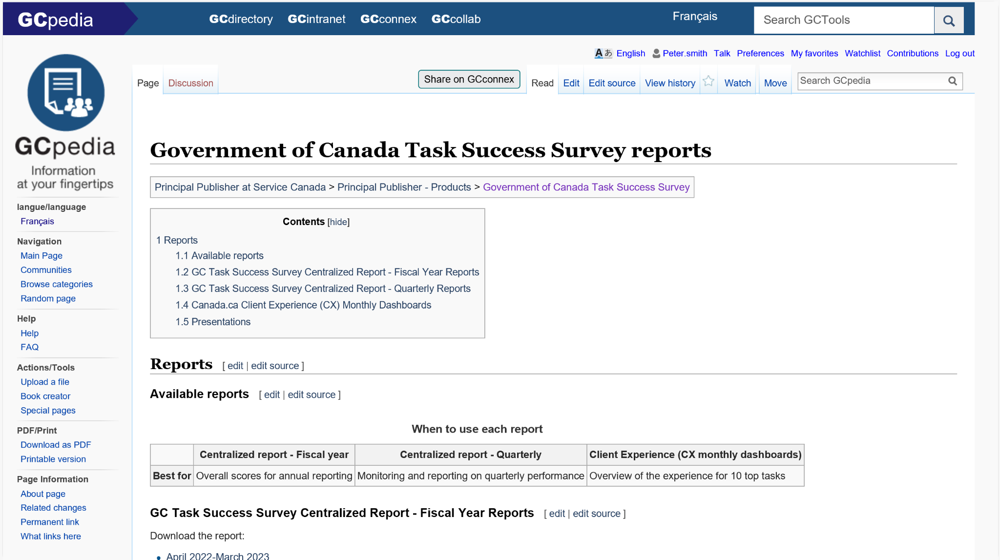 GCpedia
GCdirectory GCintranet GCconnex GCcollab
Français
Search GCTools
Aあ English Peter.smith Talk Preferences My favorites Watchlist Contributions Log out
Page Discussion
Share on GCconnex
Read Edit Edit source View history Watch Move
Search GCpedia
GCpedia
Information
at your fingertips
langue/language
Français
Navigation
Main Page
Communities
Browse categories
Random page
Help
Help
FAQ
Actions/Tools
Upload a file
Book creator
Special pages
PDF/Print
Download as PDF
Printable version
Page Information
About page
Related changes
Permanent link
What links here
Government of Canada Task Success Survey reports
Principal Publisher at Service Canada > Principal Publisher - Products > Government of Canada Task Success Survey
Contents [hide]
1 Reports
1.1 Available reports
1.2 GC Task Success Survey Centralized Report - Fiscal Year Reports
1.3 GC Task Success Survey Centralized Report - Quarterly Reports
1.4 Canada.ca Client Experience (CX) Monthly Dashboards
1.5 Presentations
Reports [ edit | edit source ]
Available reports [ edit | edit source ]
When to use each report
Centralized report - Fiscal year Centralized report - Quarterly Client Experience (CX monthly dashboards)
Best for Overall scores for annual reporting Monitoring and reporting on quarterly performance Overview of the experience for 10 top tasks
GC Task Success Survey Centralized Report - Fiscal Year Reports [ edit | edit source ]
Download the report:
• April 2022-March 2023